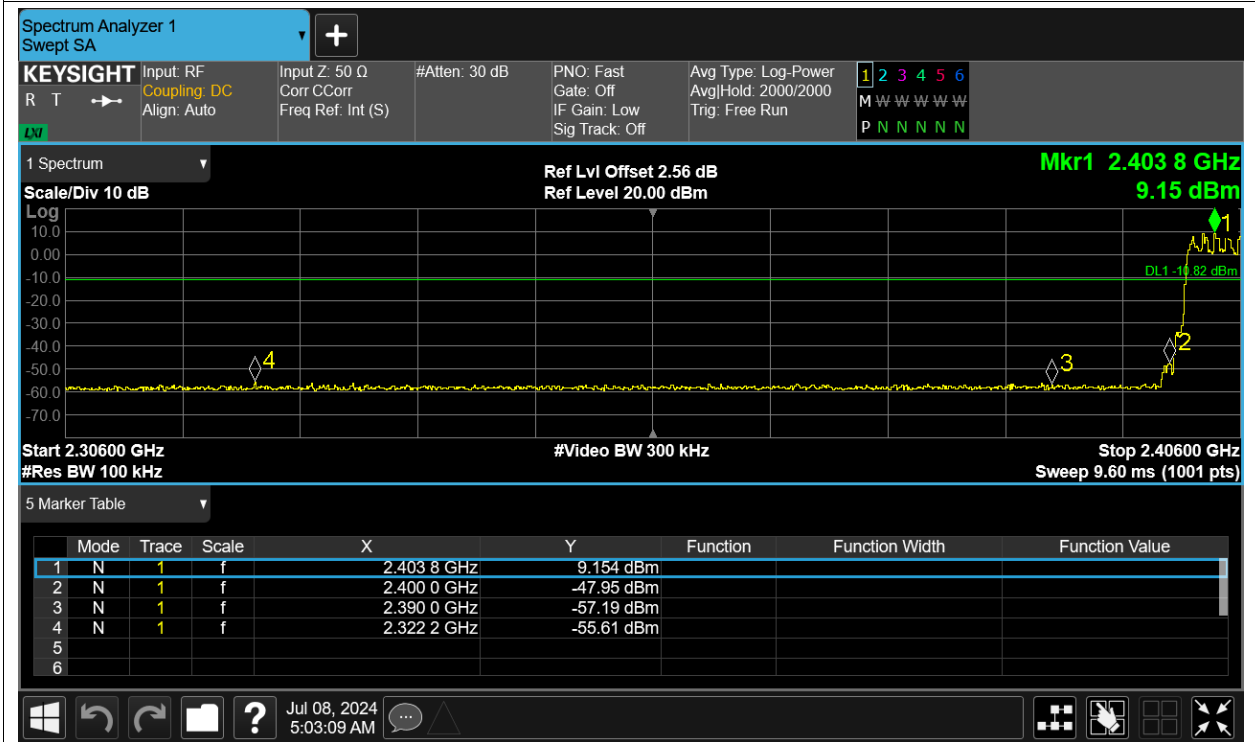 Spectrum Analyzer 1
Swept SA
+
KEYSIGHT Input: RF Input Z: 50 Ω #Atten: 30 dB PNO: Fast Avg Type: Log-Power 1 2 3 4 5 6
R T Coupling: DC Corr CCorr Gate: Off Avg|Hold: 2000/2000 M W W W W W W
Align: Auto Freq Ref: Int (S) IF Gain: Low Trig: Free Run
LXI Sig Track: Off P N N N N N N
1 Spectrum Ref Lvl Offset 2.56 dB Mkr1 2.403 8 GHz
Scale/Div 10 dB Ref Level 20.00 dBm 9.15 dBm
Log
1
10.0
0.00
DL1 -10.82 dBm
-10.0
-20.0
-30.0
-40.0
2
4
3
-50.0
-60.0
-70.0
Start 2.30600 GHz #Video BW 300 kHz Stop 2.40600 GHz
#Res BW 100 kHz Sweep 9.60 ms (1001 pts)
5 Marker Table
Mode Trace Scale X Y Function Function Width Function Value
1 N 1 f 2.403 8 GHz 9.154 dBm
2 N 1 f 2.400 0 GHz -47.95 dBm
3 N 1 f 2.390 0 GHz -57.19 dBm
4 N 1 f 2.322 2 GHz -55.61 dBm
5
6
? Jul 08, 2024
5:03:09 AM